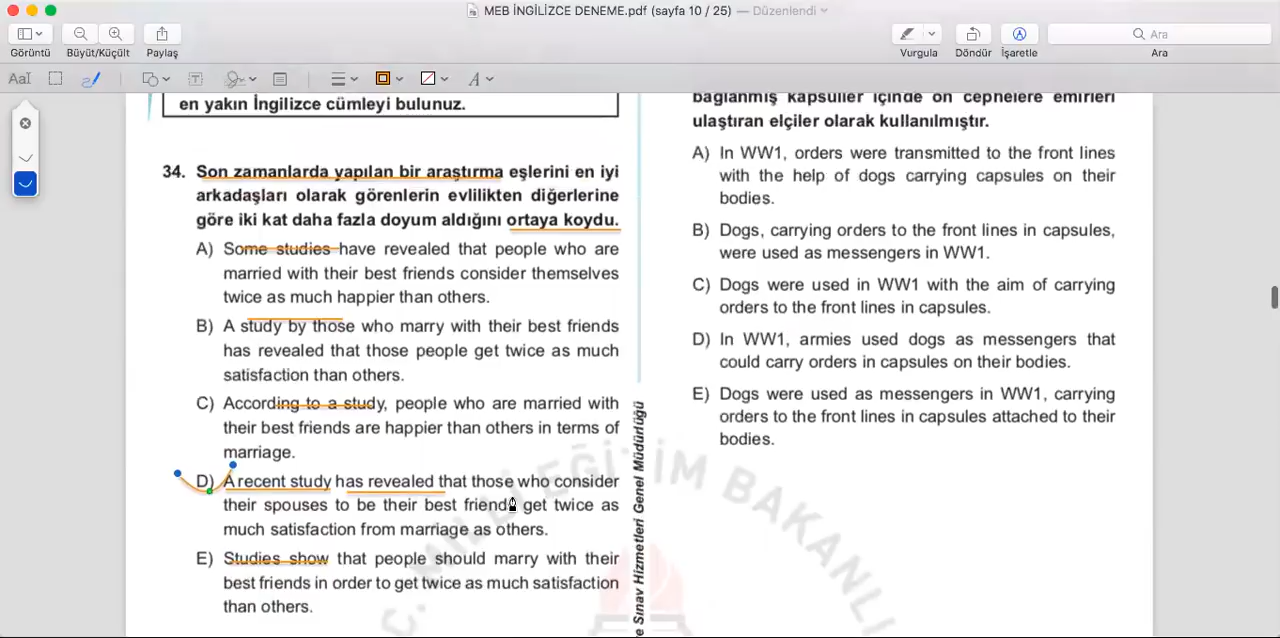 MEB İNGİLİZCE DENEME.pdf (sayfa 10 / 25) — Düzenlendi
Görüntü
Büyüt/Küçült
Paylaş
Vurgula
Döndür
İşaretle
Ara
Ara
AaI
A
en yakın İngilizce cümleyi bulunuz.
34. Son zamanlarda yapılan bir araştırma eşlerini en iyi
arkadaşları olarak görenlerin evlilikten diğerlerine
göre iki kat daha fazla doyum aldığını ortaya koydu.
A) Some studies have revealed that people who are
married with their best friends consider themselves
twice as much happier than others.
B) A study by those who marry with their best friends
has revealed that those people get twice as much
satisfaction than others.
C) According to a study, people who are married with
their best friends are happier than others in terms of
marriage.
D) A recent study has revealed that those who consider
their spouses to be their best friends get twice as
much satisfaction from marriage as others.
E) Studies show that people should marry with their
best friends in order to get twice as much satisfaction
than others.
bağlanmış kapsüller içinde ön cephelere emirleri
ulaştıran elçiler olarak kullanılmıştır.
A) In WW1, orders were transmitted to the front lines
with the help of dogs carrying capsules on their
bodies.
B) Dogs, carrying orders to the front lines in capsules,
were used as messengers in WW1.
C) Dogs were used in WW1 with the aim of carrying
orders to the front lines in capsules.
D) In WW1, armies used dogs as messengers that
could carry orders in capsules on their bodies.
E) Dogs were used as messengers in WW1, carrying
orders to the front lines in capsules attached to their
bodies.
e Sınav Hizmetleri Genel Müdürlüğü
C. MİLLİ EĞİTİM BAKANLI